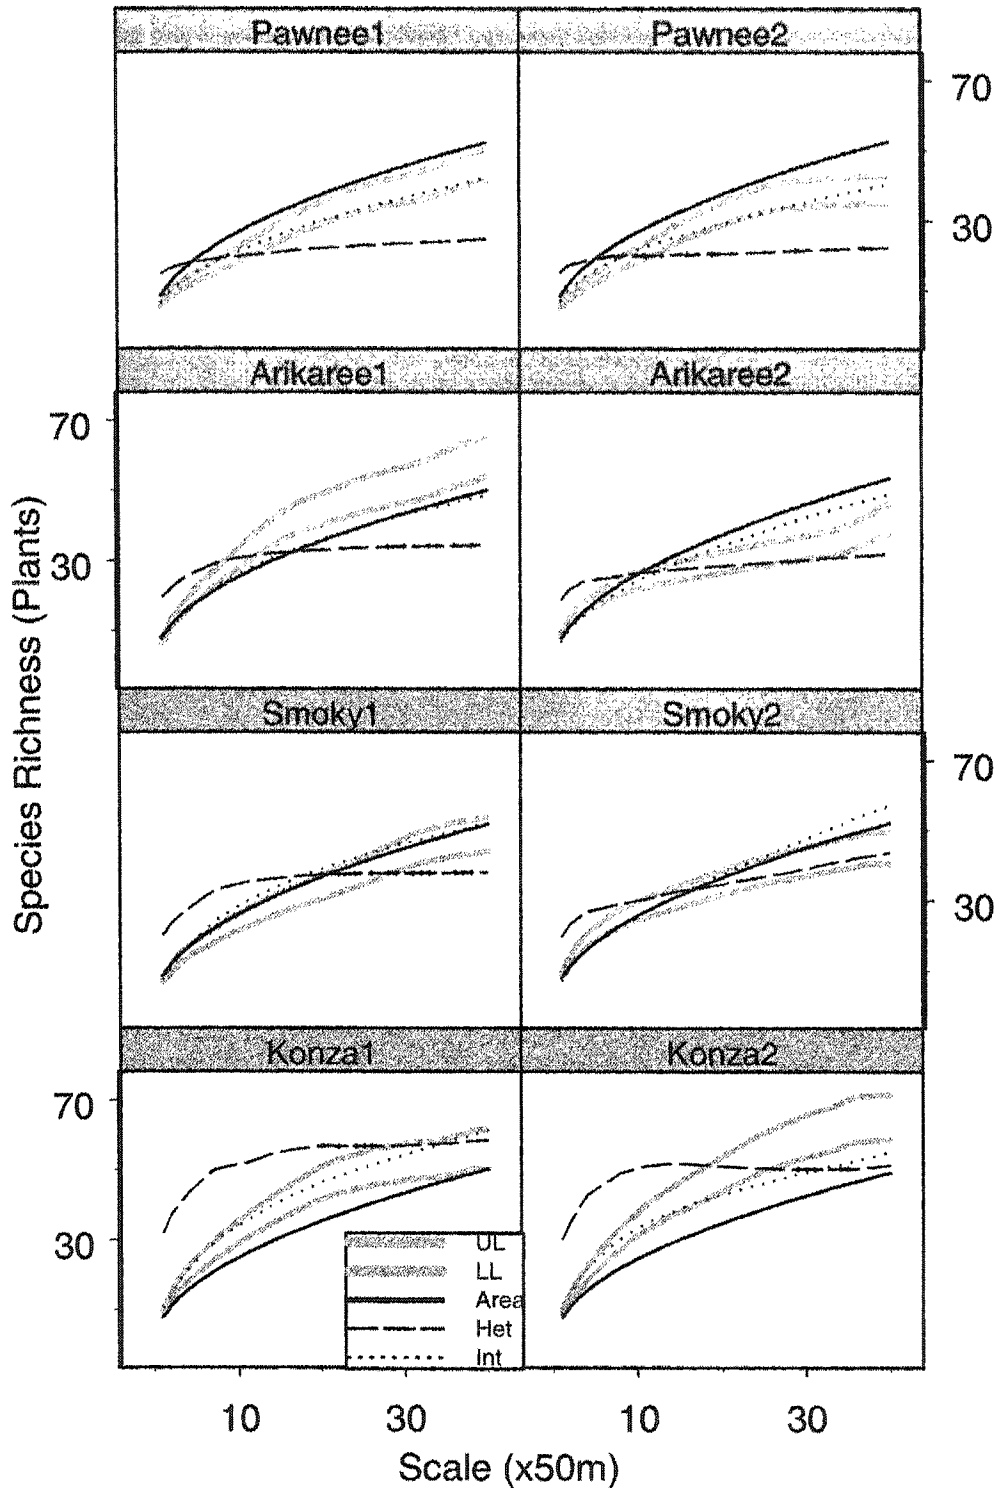 Pawnee1 Pawnee2
70
30
Arikaree1 Arikaree2
70
30
Smoky1 Smoky2
70
30
Konza1 Konza2
70
30
UL
LL
Area
Het
Int
10 30 10 30
Scale (x50m)
Species Richness (Plants)